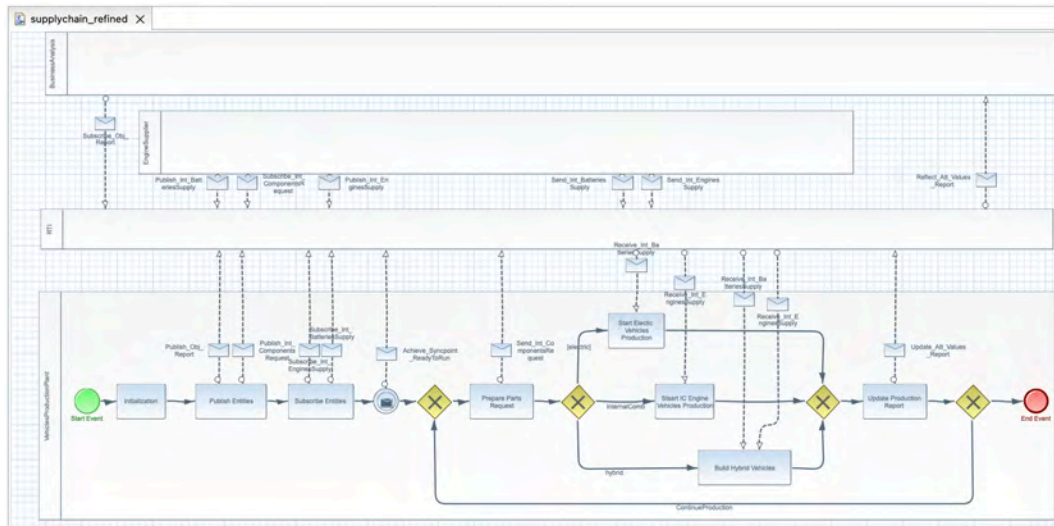 supplychain_refined
BusinessAnalysis
Subscribe_Obj_
Report
EngineSupplier
Publish_Int_Batt
eriesSupply
Subscribe_Int_
ComponentsR
equest
Publish_Int_En
ginesSupply
Send_Int_Batteries
Supply
Send_Int_Engines
Supply
Reflect_Att_Values
_Report
RTI
Receive_Int_Ba
tteriesSupply
Receive_Int_E
nginesSupply
Receive_Int_Ba
tteriesSupply
Receive_Int_E
nginesSupply
VehiclesProductionPlant
Publish_Obj_
Report
Publish_Int_
Components
Request
Subscribe_Int_
BatteriesSupply
Subscribe_Int_
EnginesSupply
Achieve_Syncpoint
_ReadyToRun
Send_Int_Co
mponentsRe
quest
Update_Att_Values
_Report
Start Electic
Vehicles
Production
[electric]
Start Event
Initialization
Publish Entities
Subscribe Entities
Prepare Parts
Request
InternalComb
Sitsart IC Engine
Vehicles Production
Update Production
Report
End Event
hybrid
Build Hybrid Vehicles
ContinueProduction